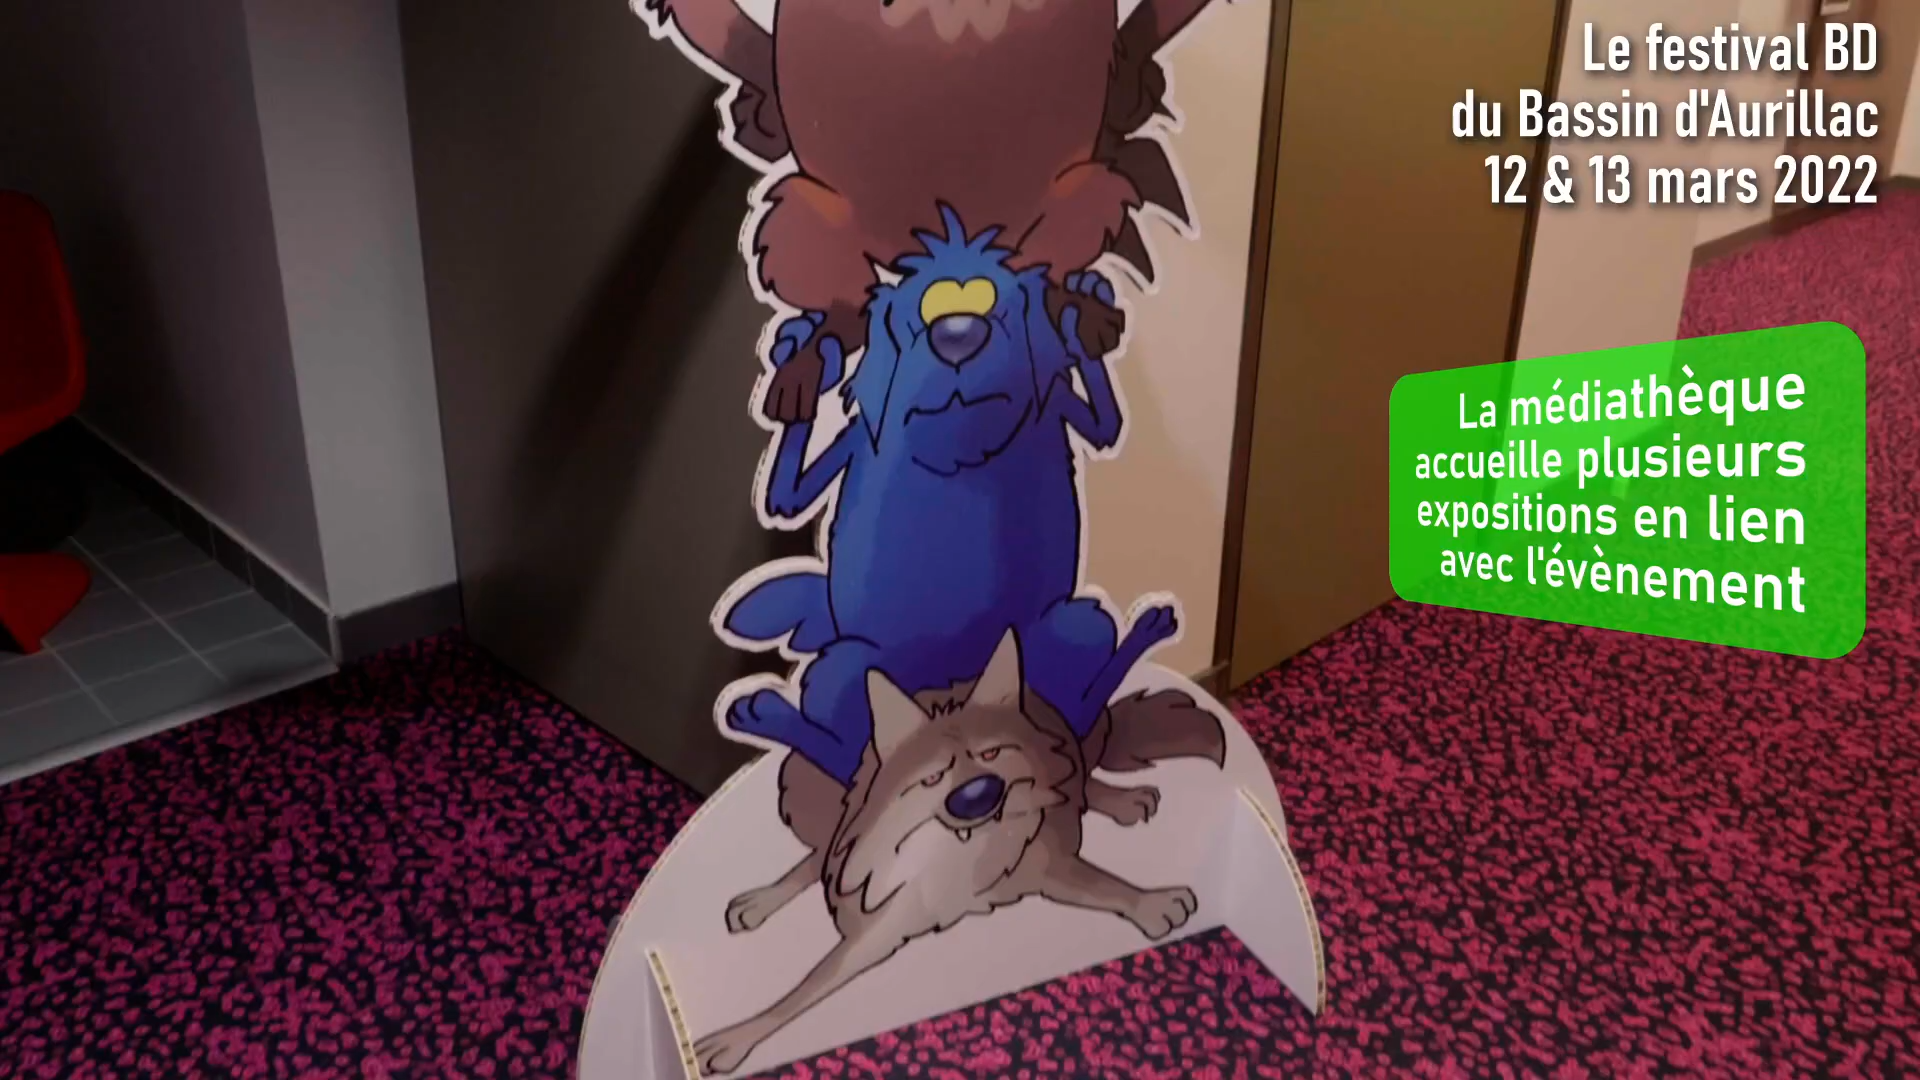 Le festival BD
du Bassin d'Aurillac
12 & 13 mars 2022
La médiathèque
accueille plusieurs
expositions en lien
avec l'évènement